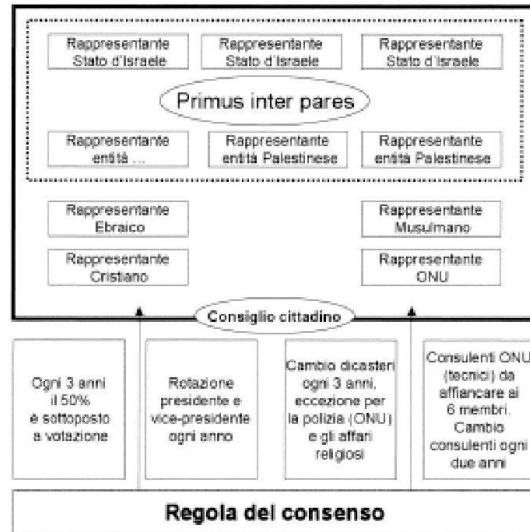 Rappresentante
Stato d'Israele
Rappresentante
Stato d'Israele
Rappresentante
Stato d'Israele
Primus inter pares
Rappresentante
entità ...
Rappresentante
entità Palestinese
Rappresentante
entità Palestinese
Rappresentante
Ebraico
Rappresentante
Musulmano
Rappresentante
Cristiano
Rappresentante
ONU
Consiglio cittadino
Ogni 3 anni
il 50%
è sottoposto
a votazione
Rotazione
presidente e
vice-presidente
ogni anno
Cambio dicasteri
ogni 3 anni,
eccezione per
la polizia (ONU)
e gli affari
religiosi
Consulenti ONU
(tecnici) da
affiancare ai
6 membri.
Cambio
consulenti ogni
due anni
Regola del consenso